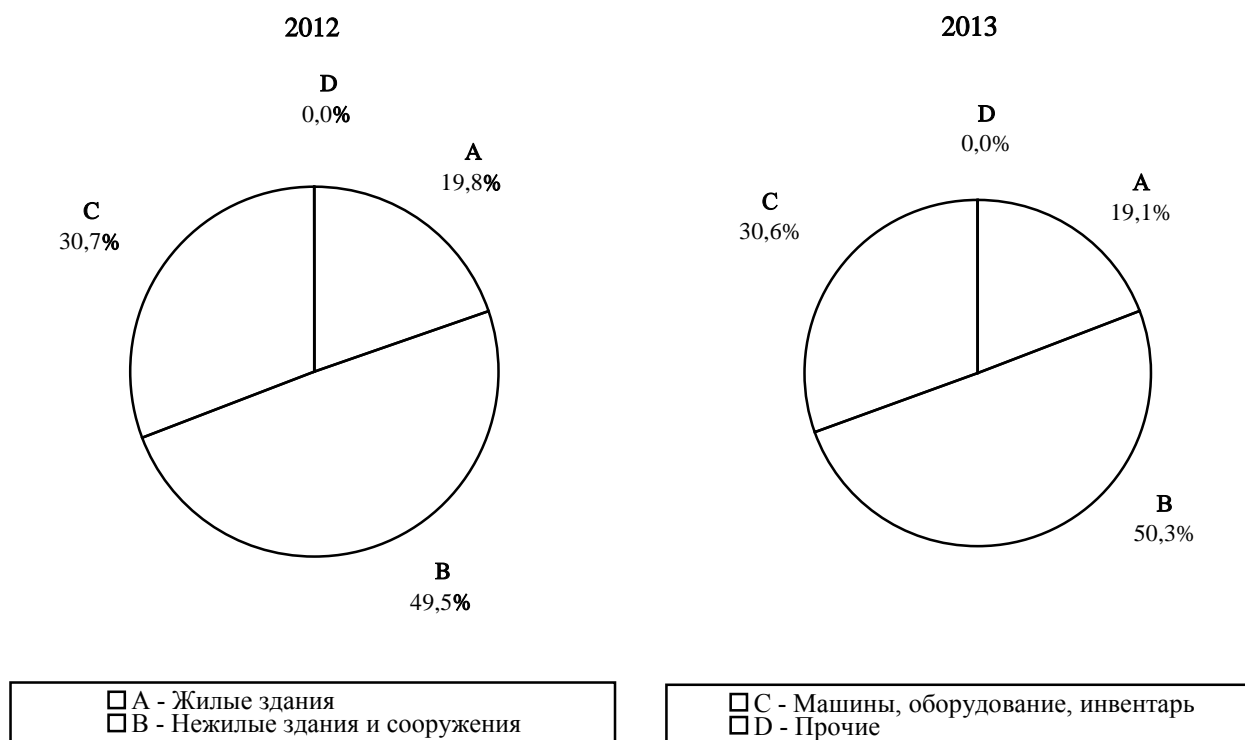 2012
D
0,0%
A
19,8%
C
30,7%
B
49,5%
2013
D
0,0%
A
19,1%
C
30,6%
B
50,3%
A - Жилые здания
B - Нежилые здания и сооружения
C - Машины, оборудование, инвентарь
D - Прочие